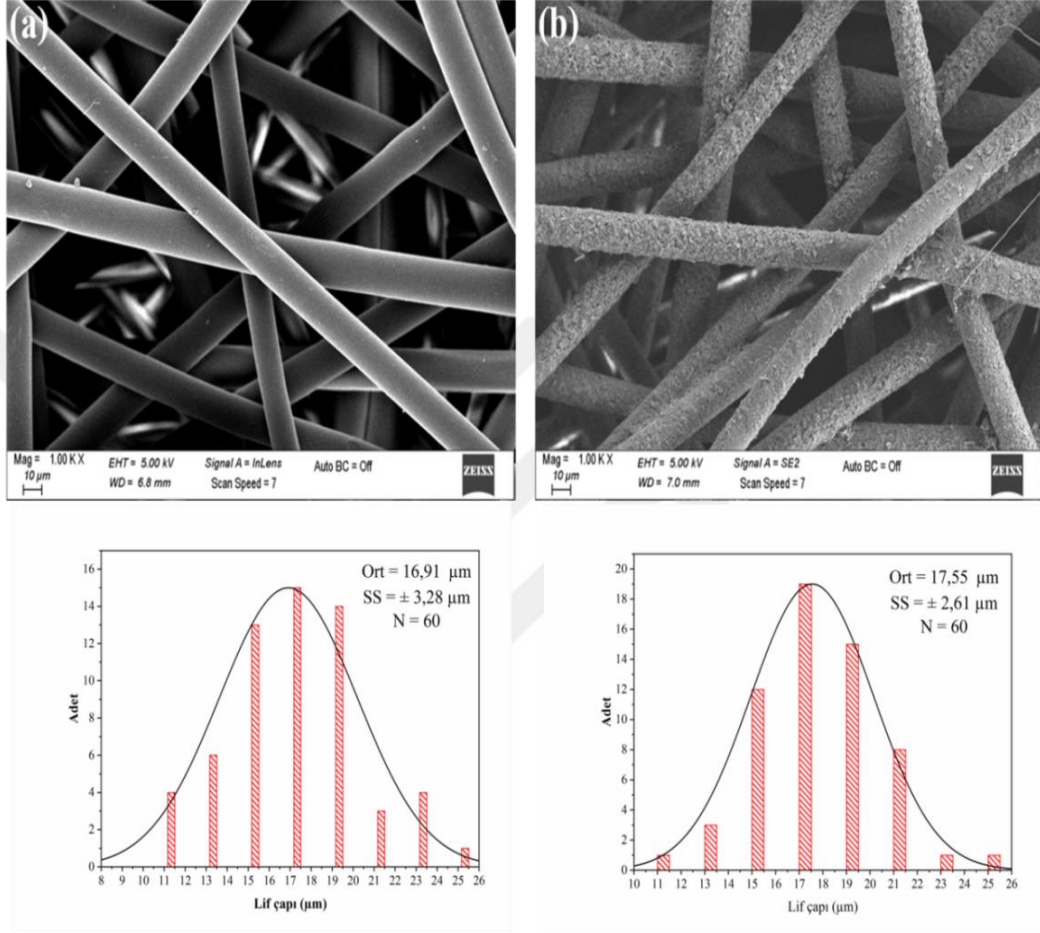 (a)
Mag = 1.00 K X
EHT = 5.00 kV
Signal A = InLens
Auto BC = Off
10 µm
WD = 6.8 mm
Scan Speed = 7
ZEISS
(b)
Mag = 1.00 K X
EHT = 5.00 kV
Signal A = SE2
Auto BC = Off
10 µm
WD = 7.0 mm
Scan Speed = 7
ZEISS
Ort = 16,91 µm
SS = ± 3,28 µm
N = 60
Adet
16
14
12
10
8
6
4
2
0
8 9 10 11 12 13 14 15 16 17 18 19 20 21 22 23 24 25 26
Lif çapı (µm)
Ort = 17,55 µm
SS = ± 2,61 µm
N = 60
Adet
20
18
16
14
12
10
8
6
4
2
0
10 11 12 13 14 15 16 17 18 19 20 21 22 23 24 25 26
Lif çapı (µm)